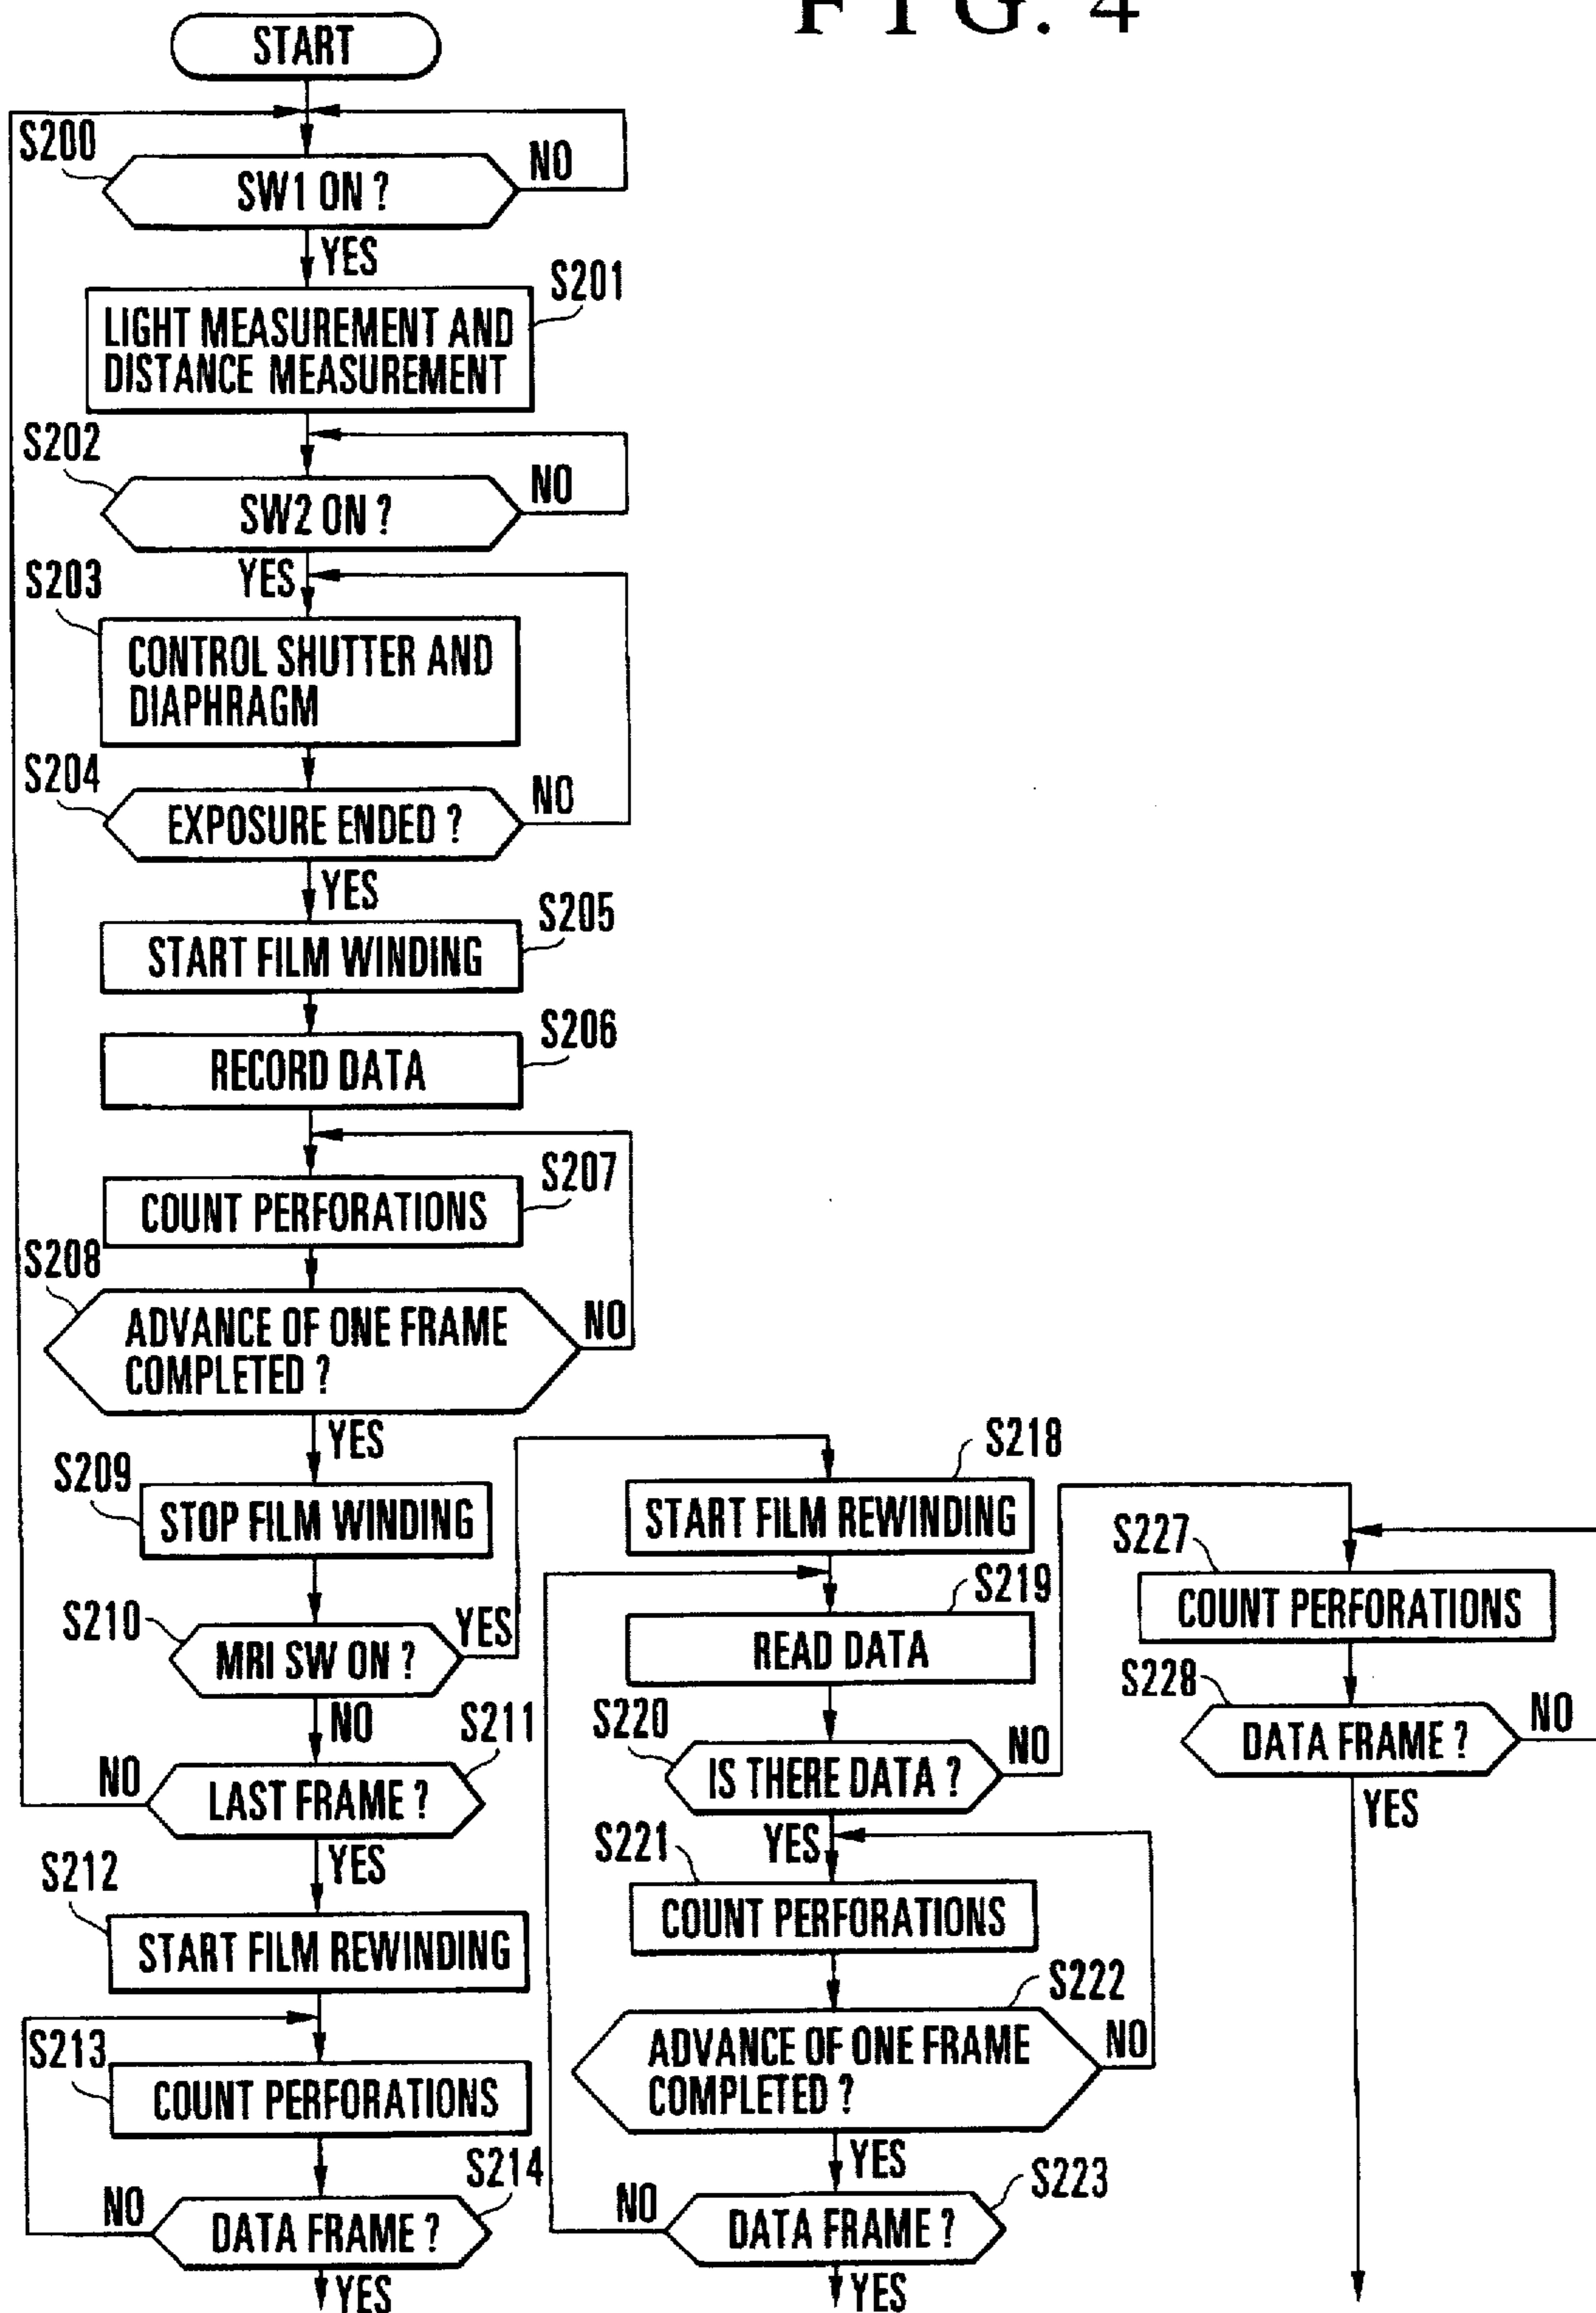 FIG. 4
START
S200
SW1 ON ?
NO
YES
S201
LIGHT MEASUREMENT AND
DISTANCE MEASUREMENT
S202
SW2 ON ?
NO
YES
S203
CONTROL SHUTTER AND
DIAPHRAGM
S204
EXPOSURE ENDED ?
NO
YES
S205
START FILM WINDING
S206
RECORD DATA
S207
COUNT PERFORATIONS
S208
ADVANCE OF ONE FRAME
COMPLETED ?
NO
YES
S209
STOP FILM WINDING
S210
MRI SW ON ?
YES
NO
S211
LAST FRAME ?
NO
YES
S212
START FILM REWINDING
S213
COUNT PERFORATIONS
S214
DATA FRAME ?
NO
YES
S218
START FILM REWINDING
S219
READ DATA
S220
IS THERE DATA ?
NO
YES
S221
COUNT PERFORATIONS
S222
ADVANCE OF ONE FRAME
COMPLETED ?
NO
YES
S223
DATA FRAME ?
NO
YES
S227
COUNT PERFORATIONS
S228
DATA FRAME ?
NO
YES